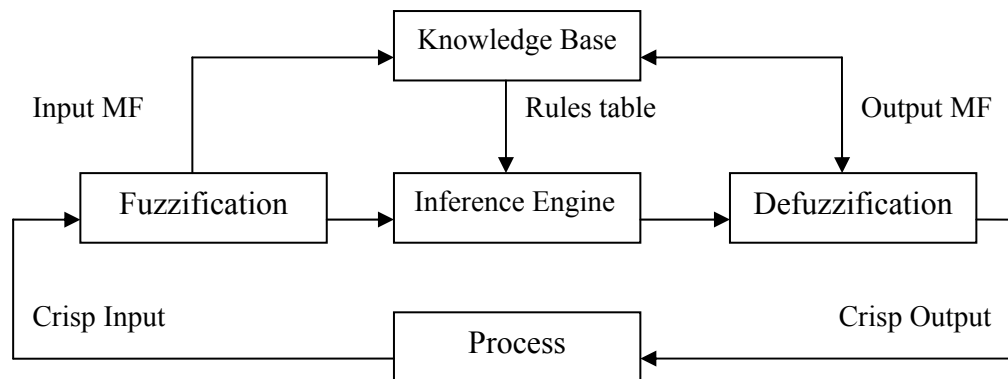 Knowledge Base
Input MF
Rules table
Output MF
Fuzzification
Inference Engine
Defuzzification
Crisp Input
Crisp Output
Process